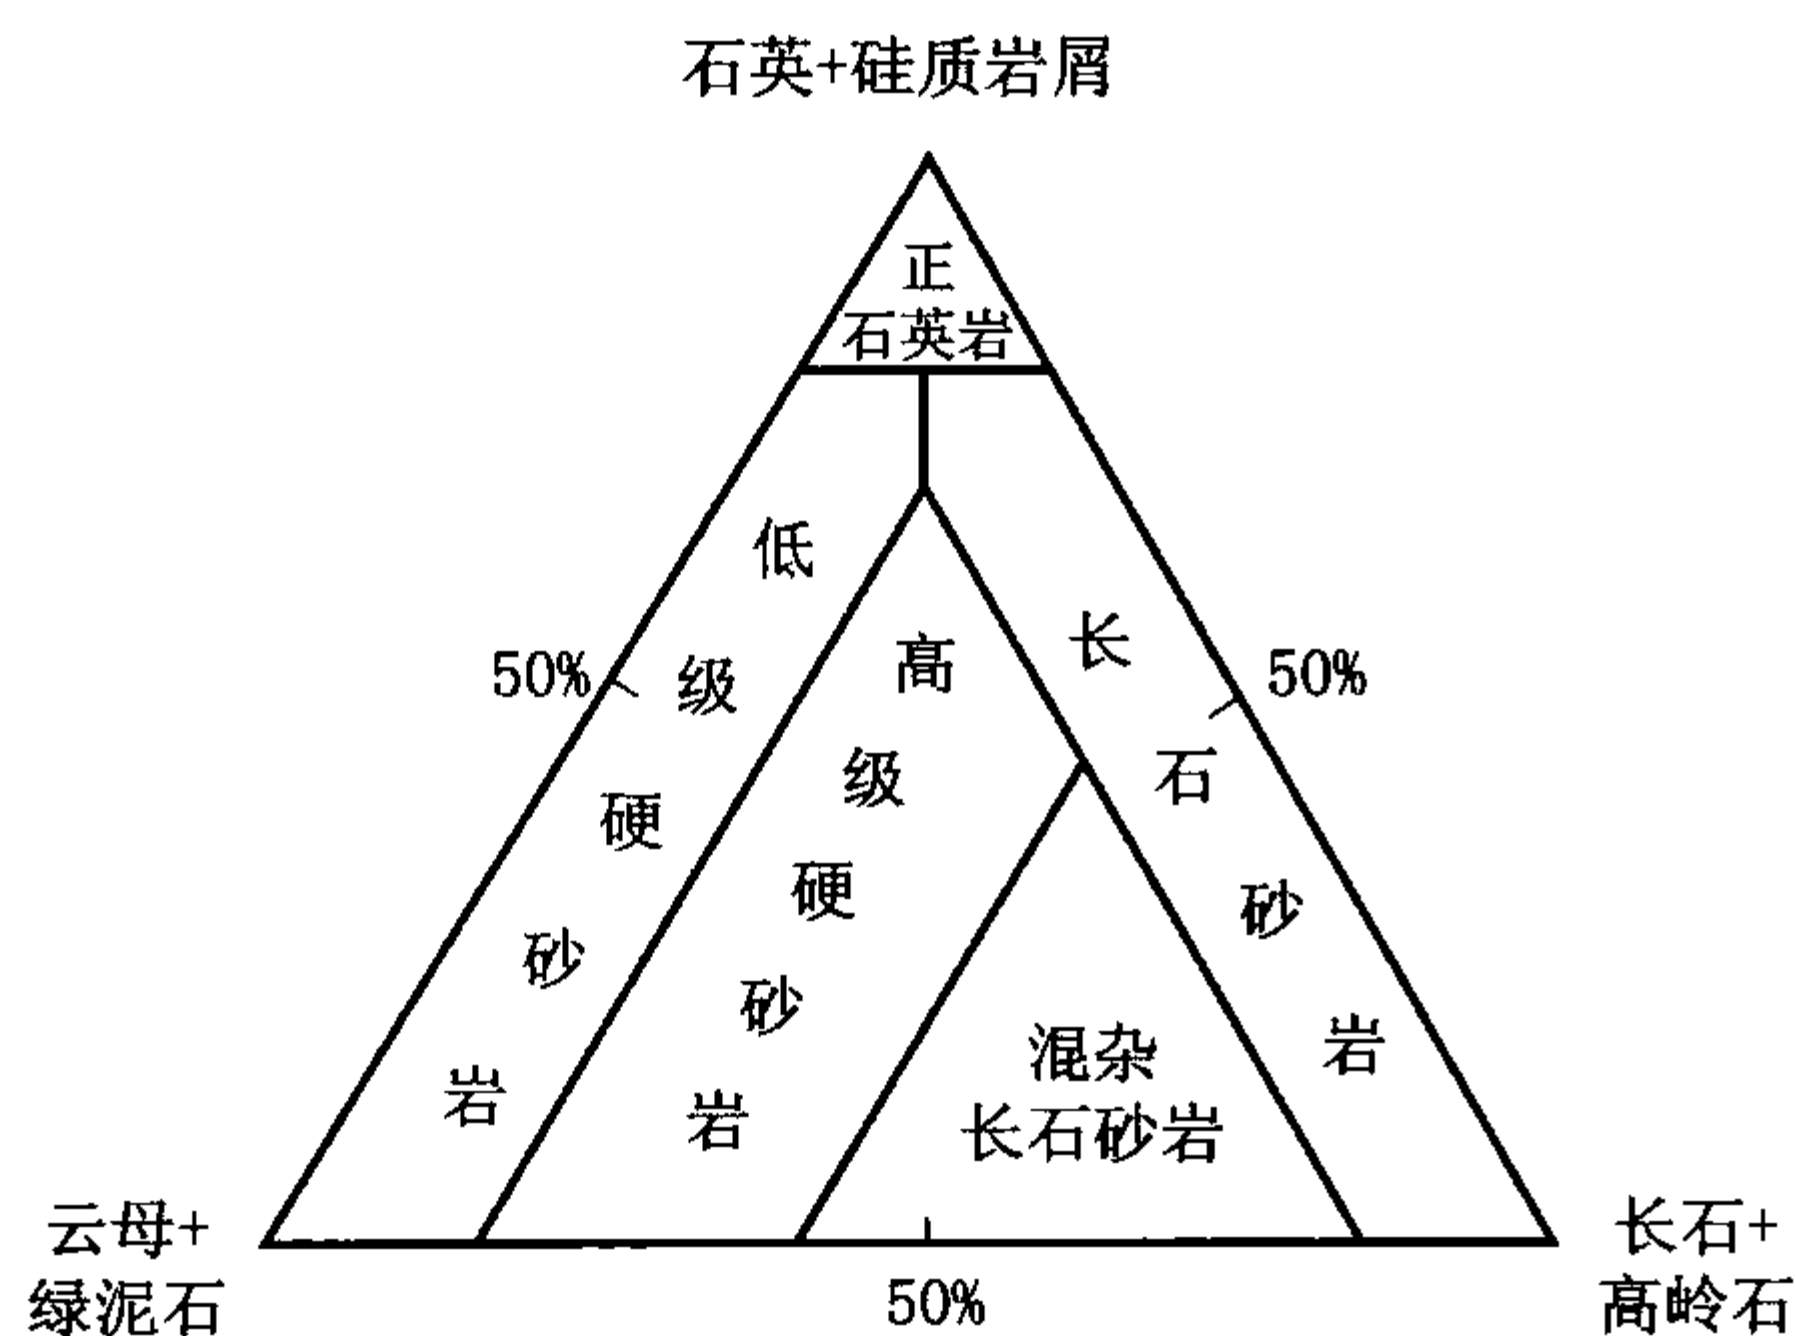 石英+硅质岩屑
正
石英岩
低级硬砂岩
50%
高级硬砂岩
长石砂岩
50%
混杂
长石砂岩
云母+
绿泥石
50%
长石+
高岭石